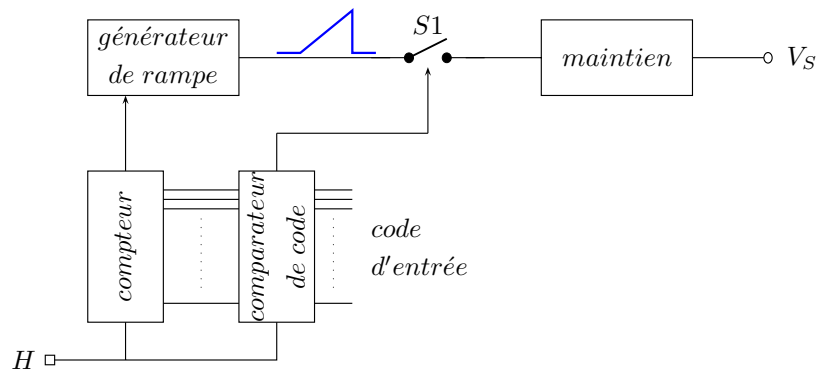 générateur
de rampe
S1
maintien
V_S
compteur
comparateur
de code
code
d'entrée
H